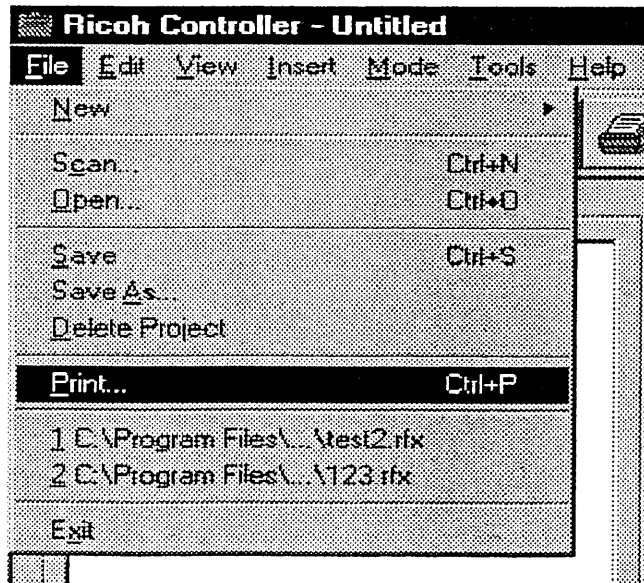 Ricoh Controller - Untitled
File Edit View Insert Mode Tools Help
New
Scan... Ctrl+N
Open... Ctrl+O
Save Ctrl+S
Save As...
Delete Project
Print... Ctrl+P
1 C:\Program Files\...\test2.rfx
2 C:\Program Files\...\123.rfx
Exit